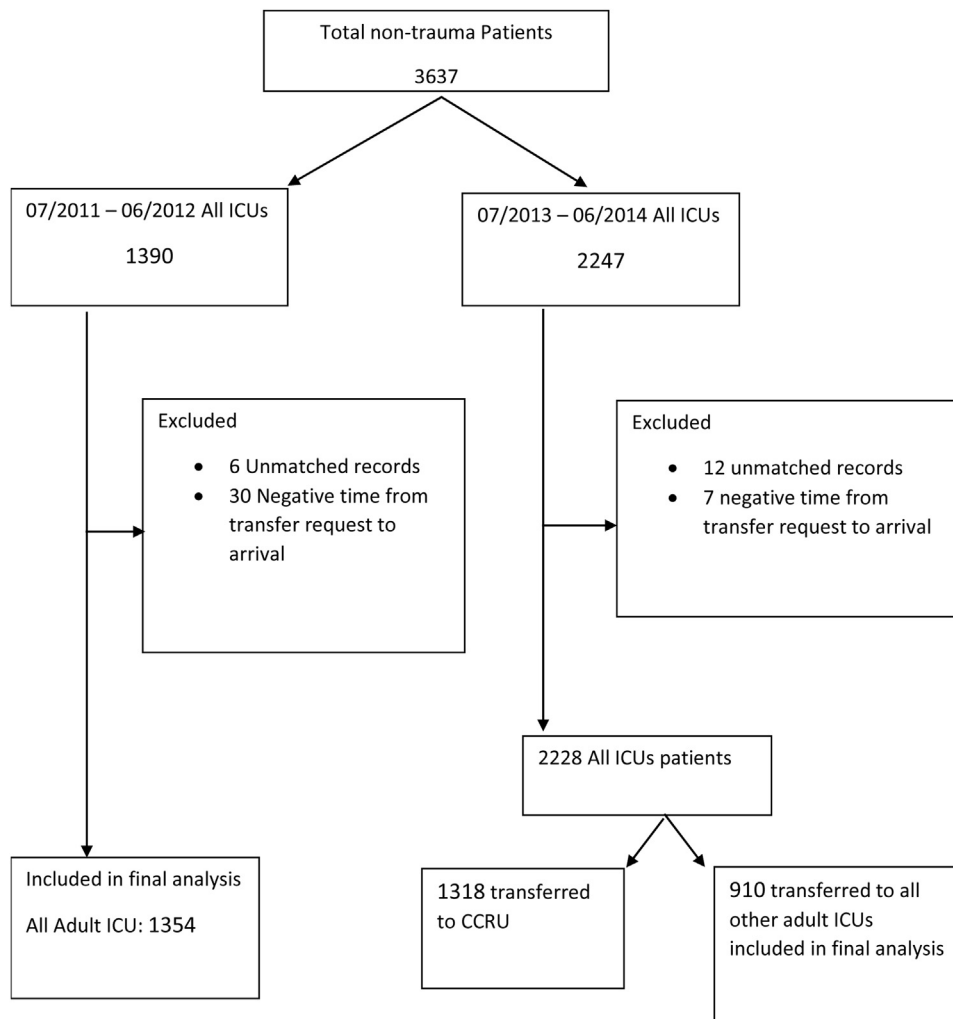 Total non-trauma Patients
3637
07/2011 – 06/2012 All ICUs
1390
07/2013 – 06/2014 All ICUs
2247
Excluded
• 6 Unmatched records
• 30 Negative time from
transfer request to
arrival
Excluded
• 12 unmatched records
• 7 negative time from
transfer request to arrival
2228 All ICUs patients
Included in final analysis
All Adult ICU: 1354
1318 transferred
to CCRU
910 transferred to all
other adult ICUs
included in final analysis